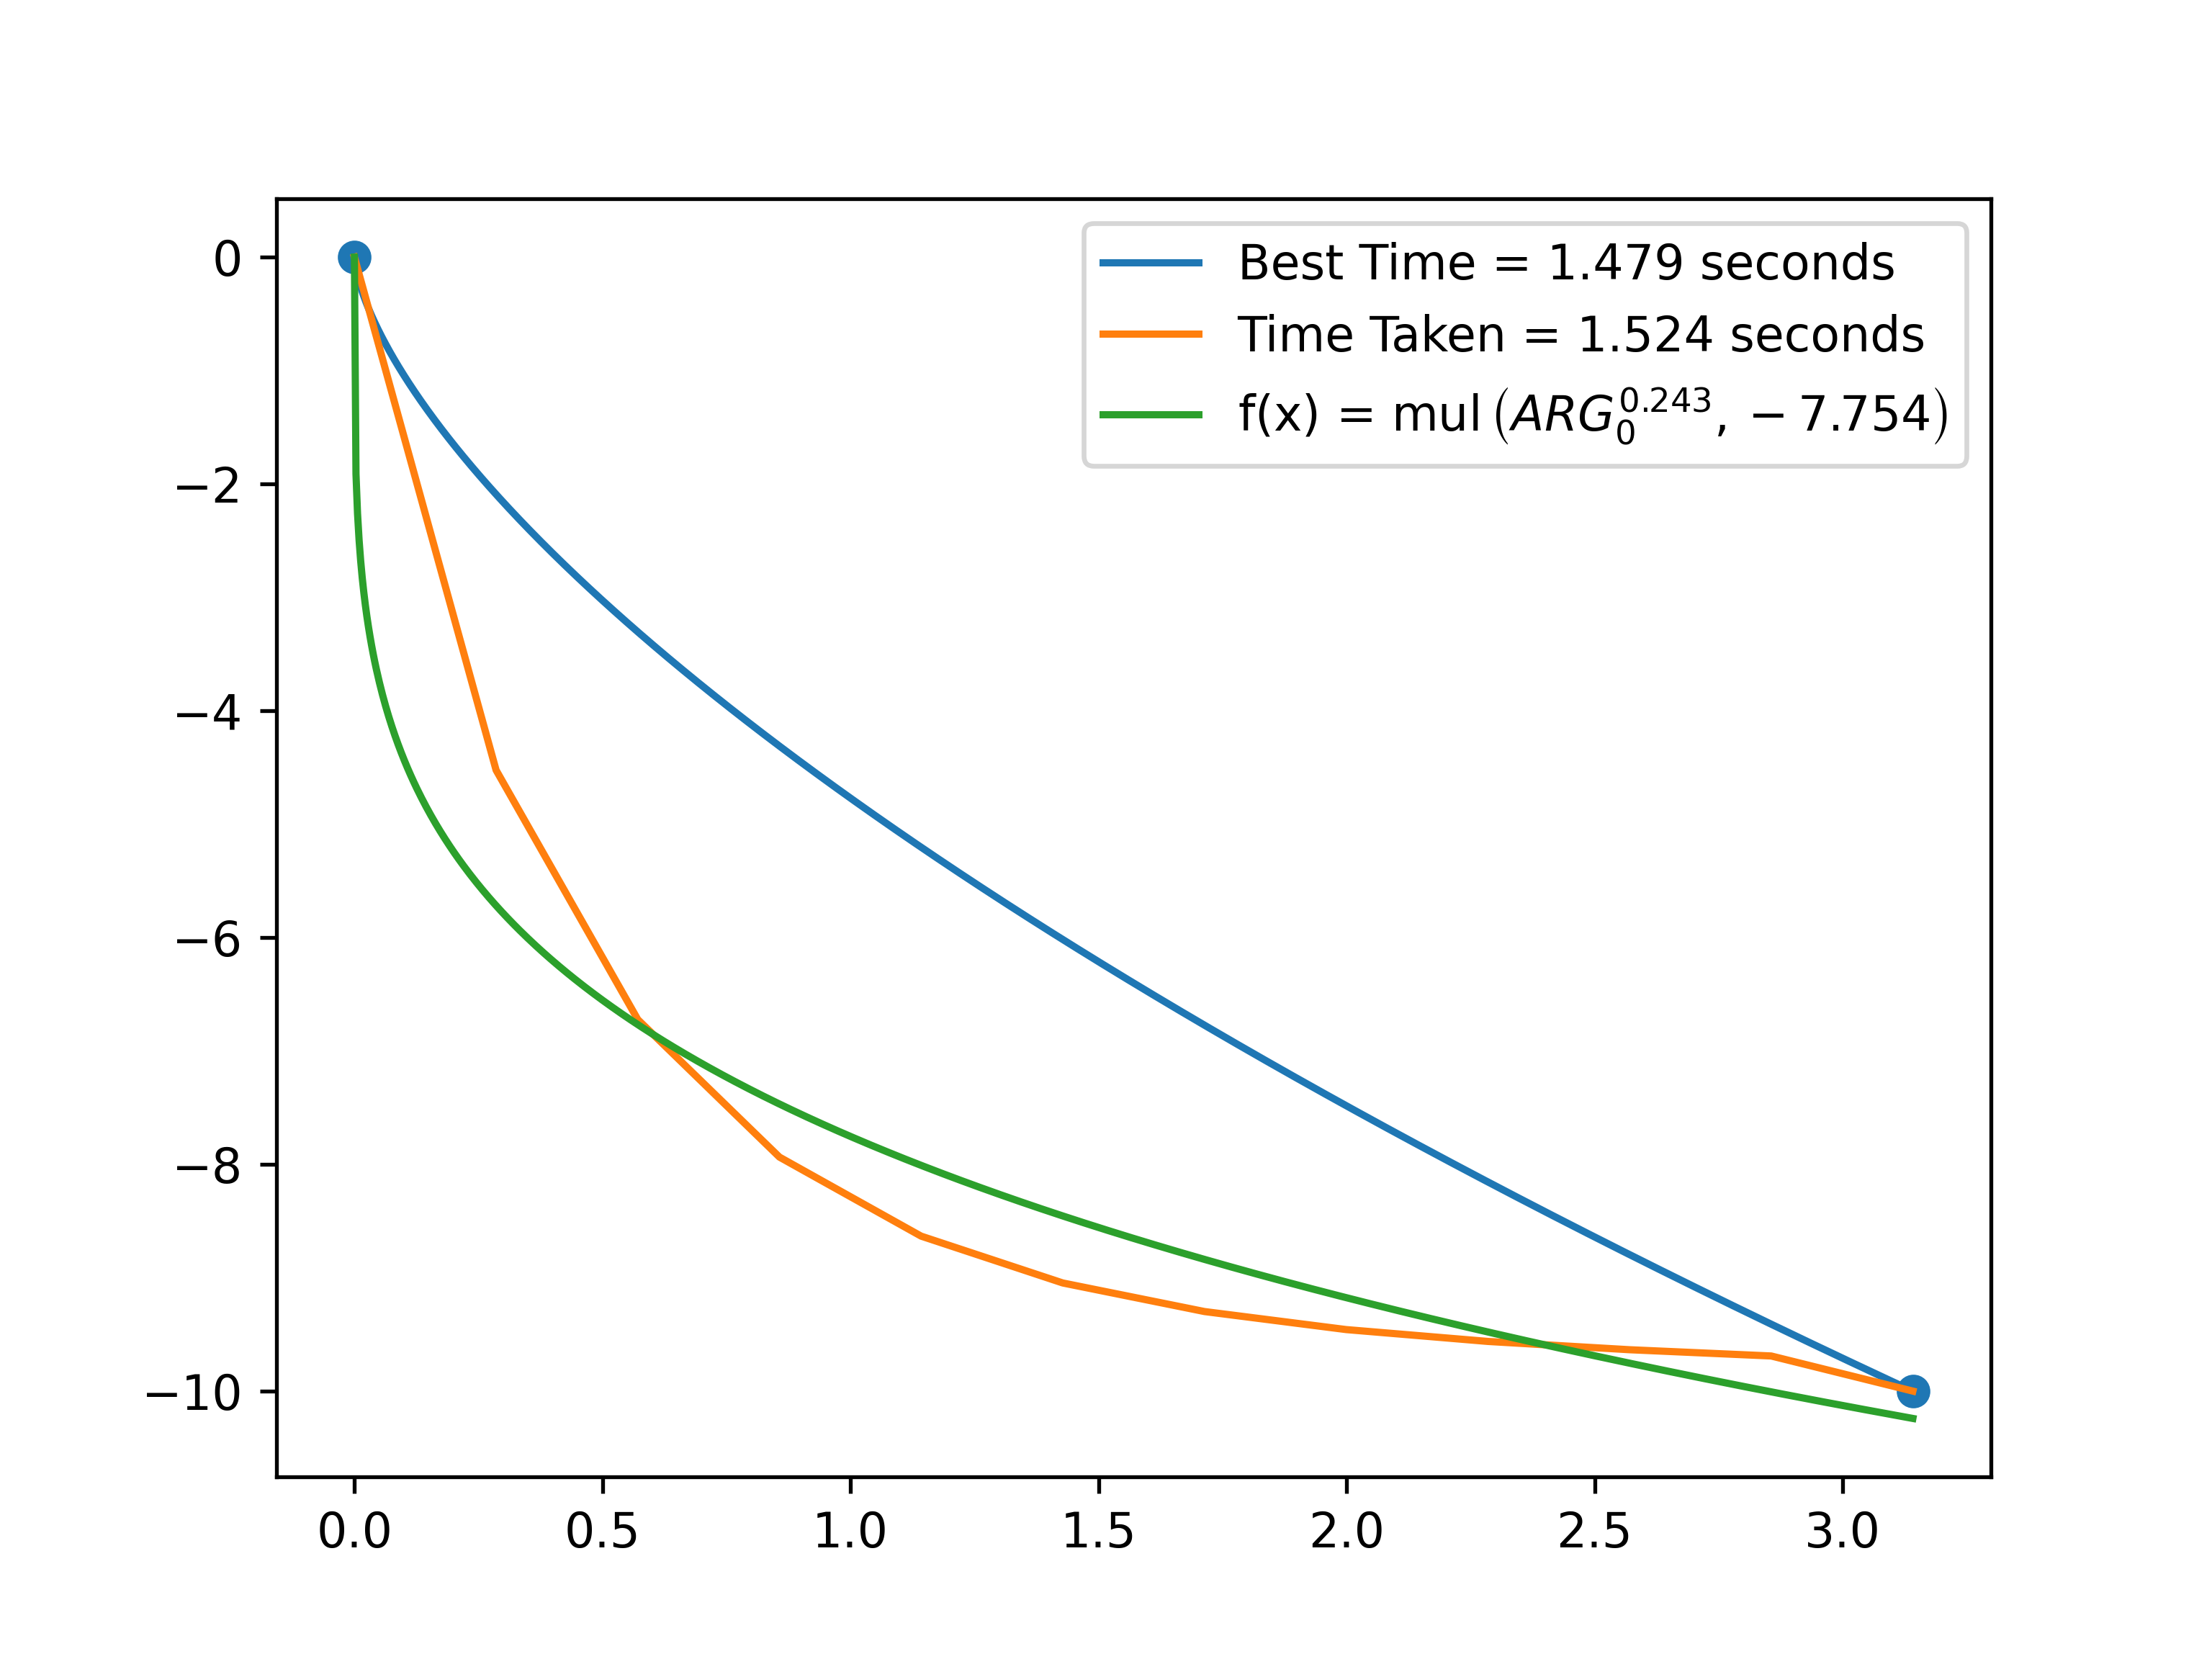 Best Time = 1.479 seconds
Time Taken = 1.524 seconds
f(x) = mul(ARG₀^0.243, − 7.754)
0
−2
−4
−6
−8
−10
0.0 0.5 1.0 1.5 2.0 2.5 3.0